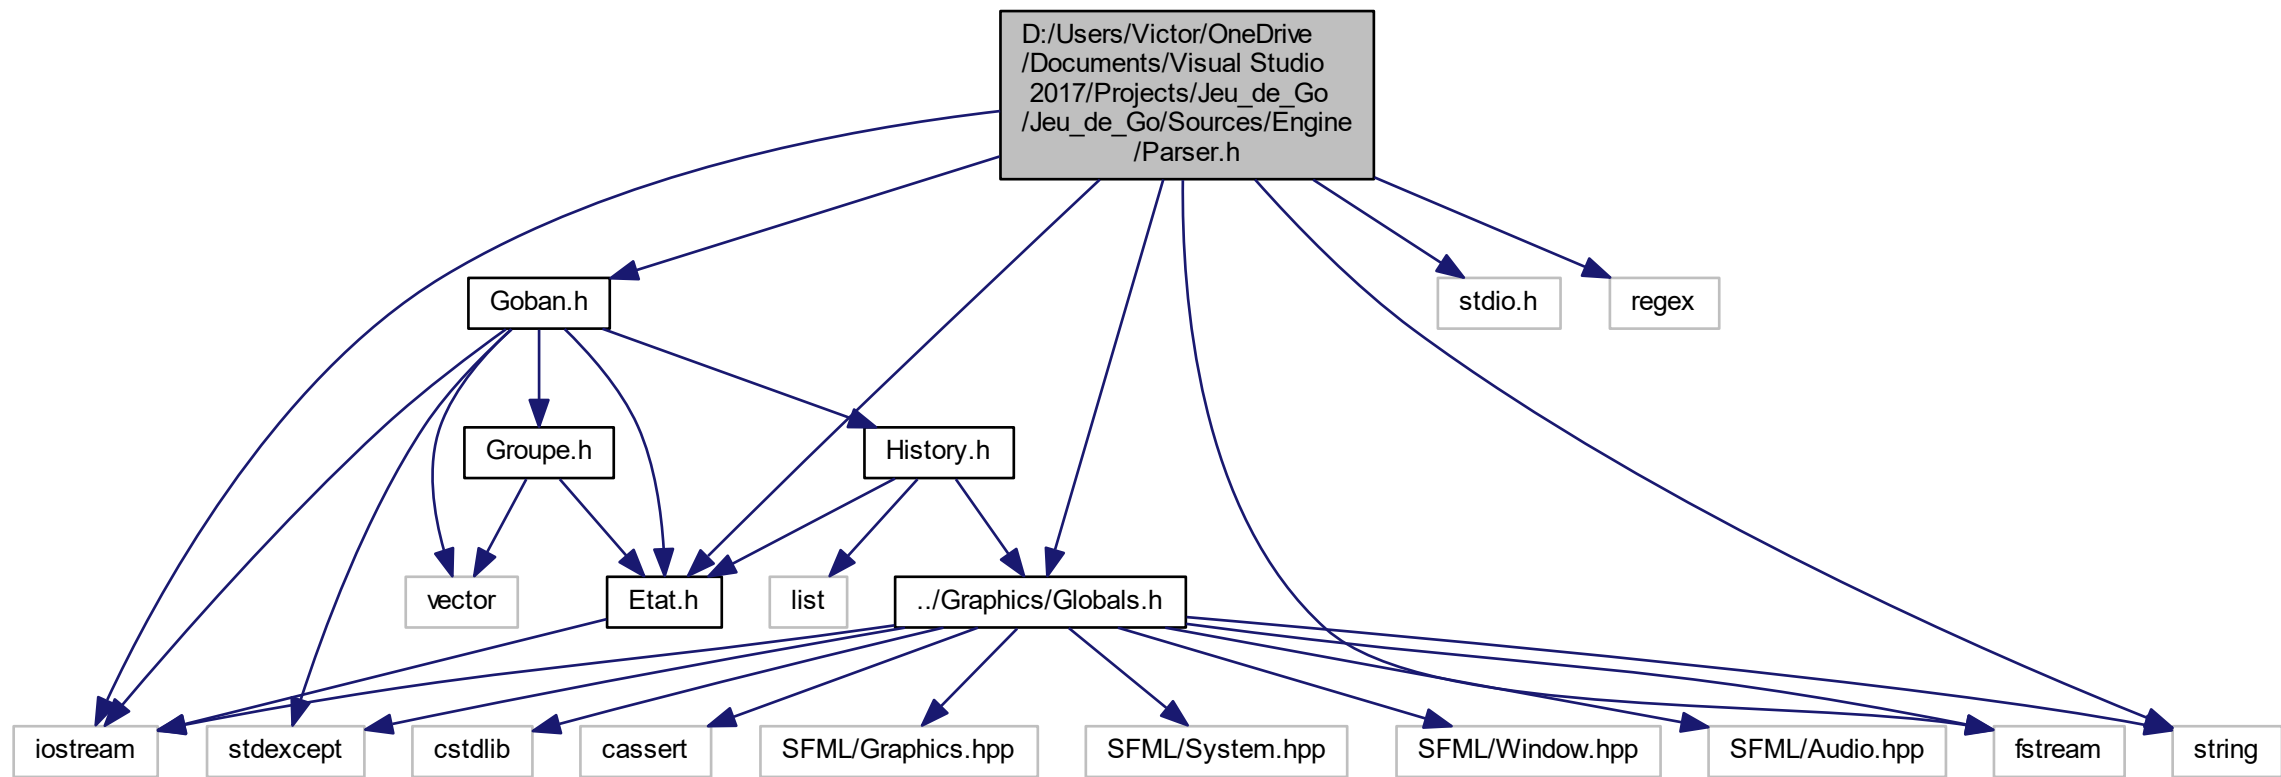 D:/Users/Victor/OneDrive
/Documents/Visual Studio
2017/Projects/Jeu_de_Go
/Jeu_de_Go/Sources/Engine
/Parser.h
Goban.h
stdio.h
regex
Groupe.h
History.h
vector
Etat.h
list
../Graphics/Globals.h
iostream
stdexcept
cstdlib
cassert
SFML/Graphics.hpp
SFML/System.hpp
SFML/Window.hpp
SFML/Audio.hpp
fstream
string